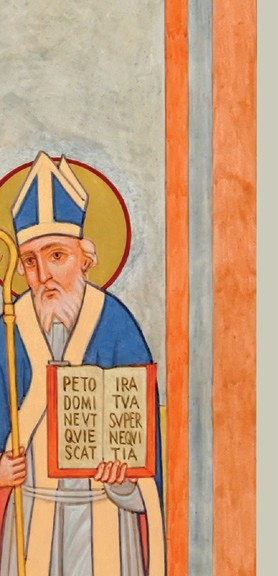 PETO
DOMI
NEVT
QVIE
SCAT
IRA
TVA
SVPER
NEQVI
TIA